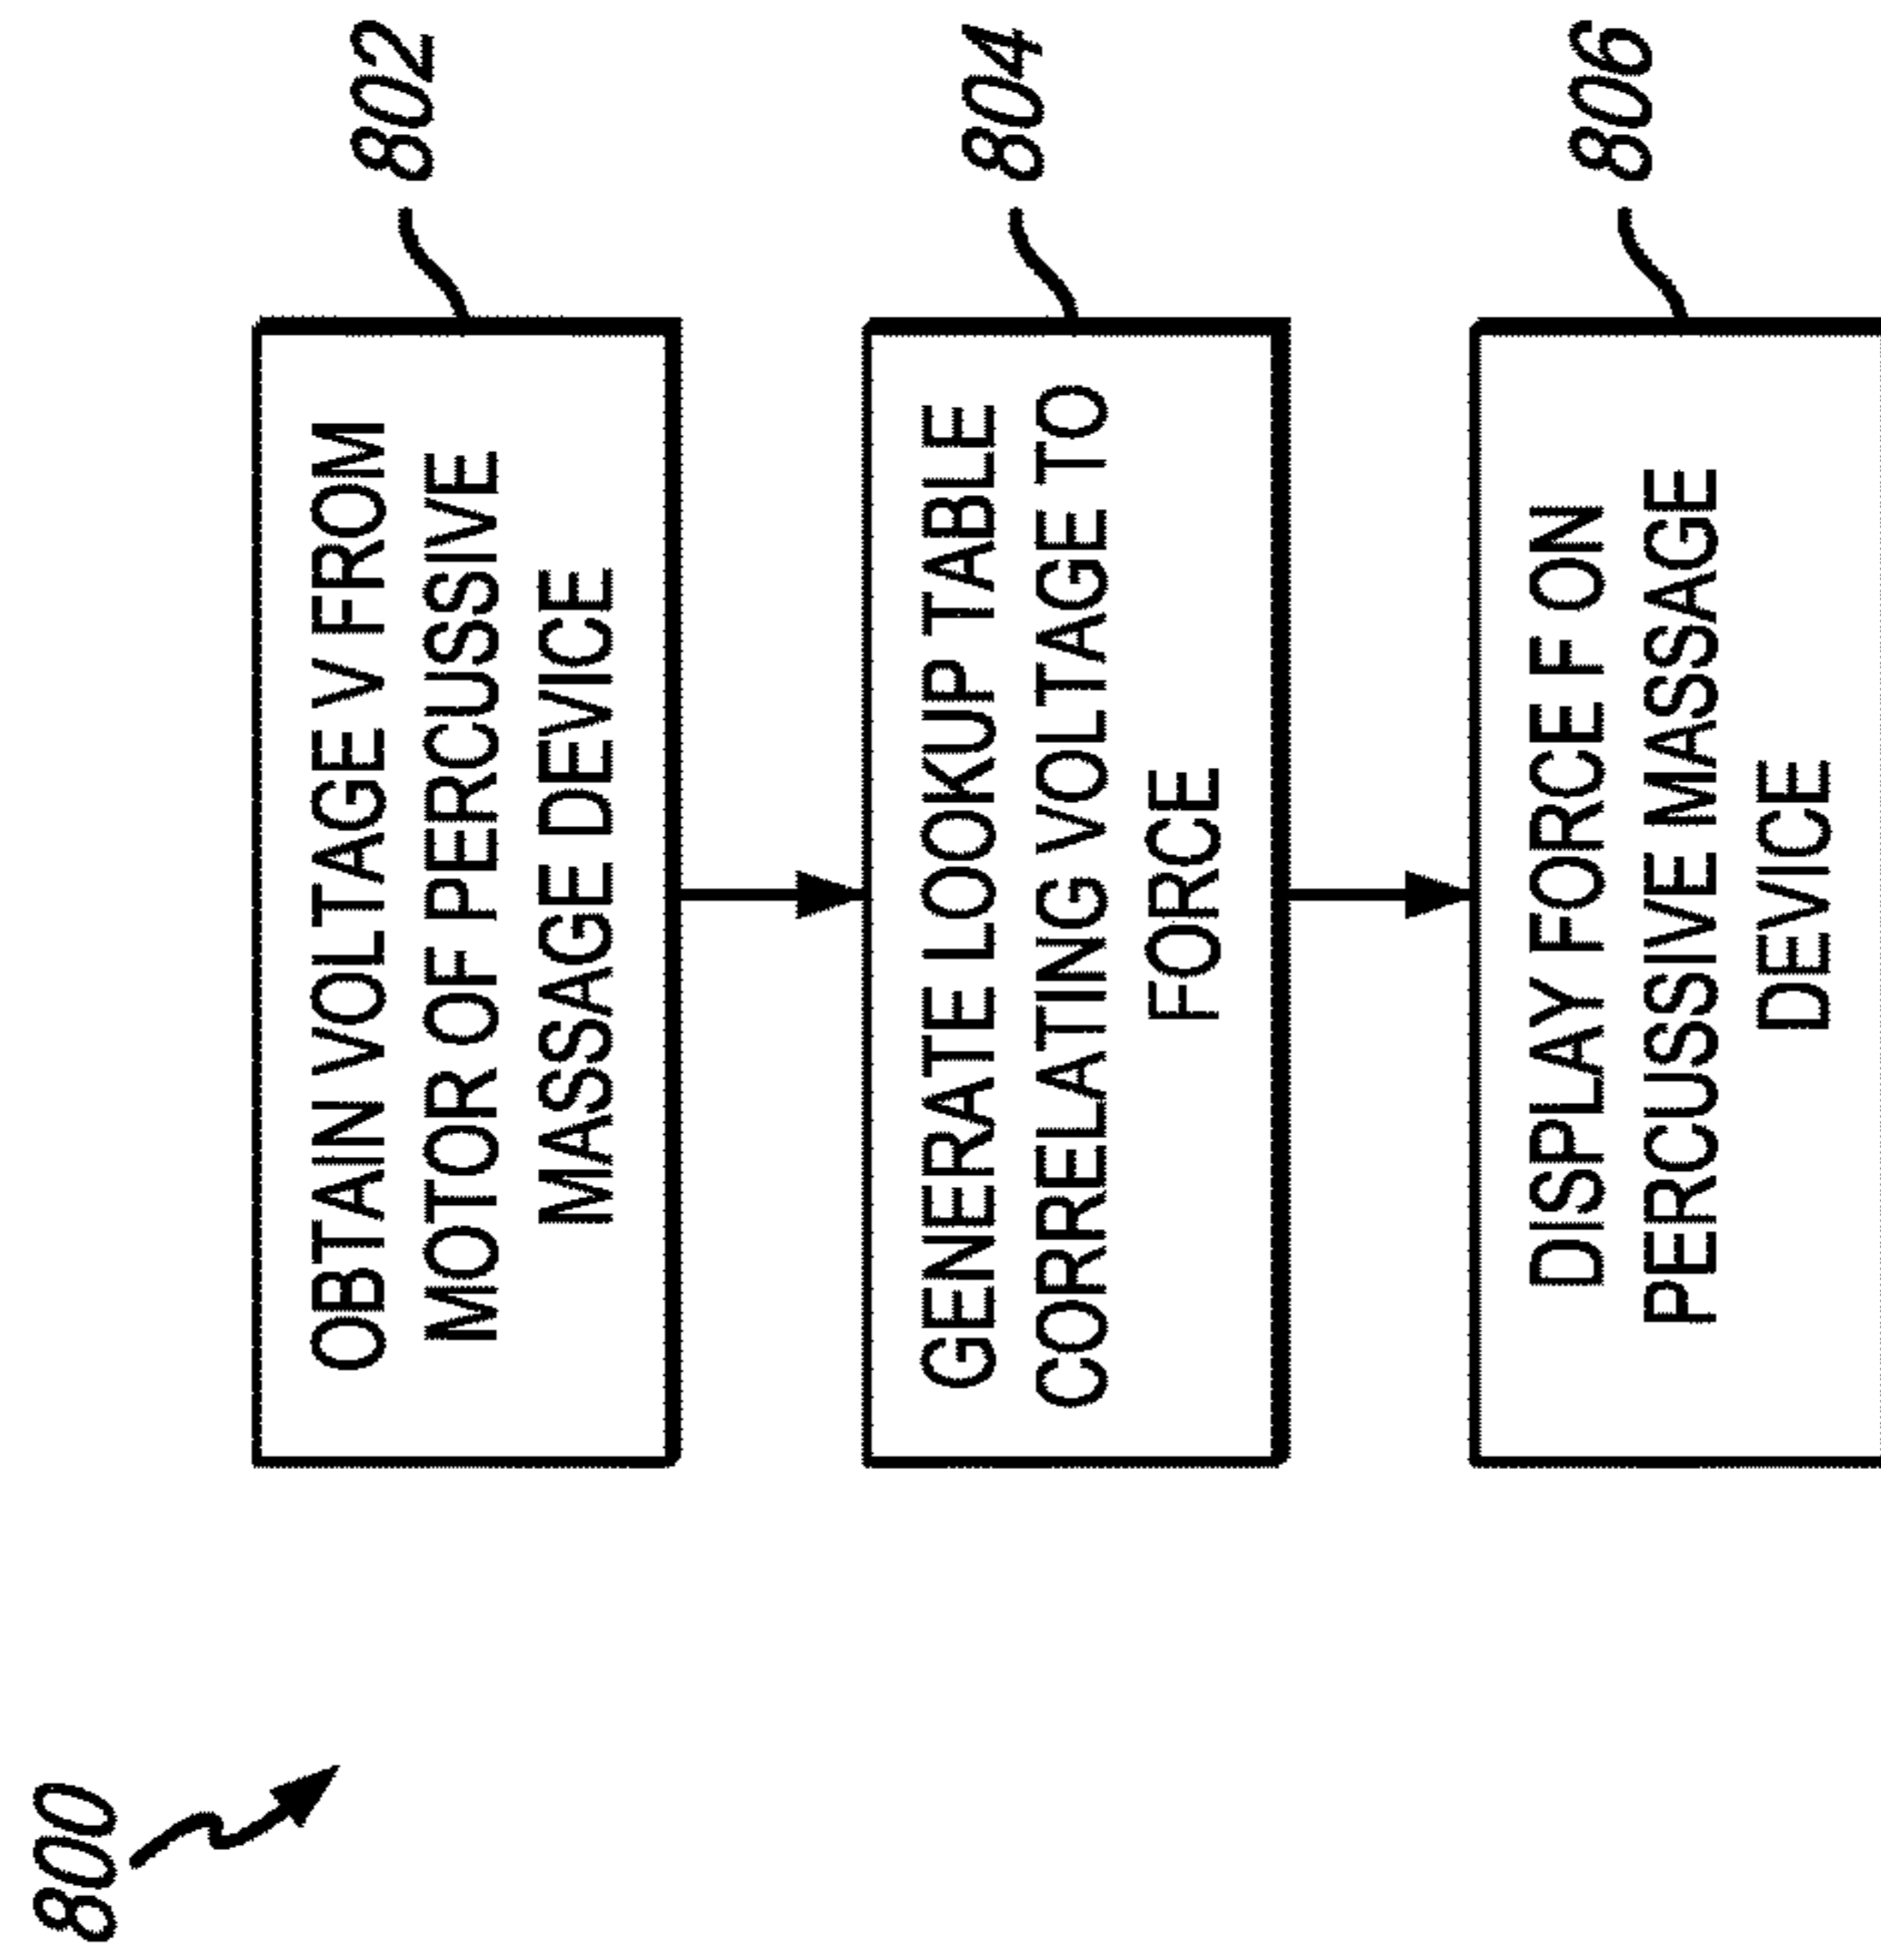 800
OBTAIN VOLTAGE V FROM
MOTOR OF PERCUSSIVE
MASSAGE DEVICE
802
GENERATE LOOKUP TABLE
CORRELATING VOLTAGE TO
FORCE
804
DISPLAY FORCE F ON
PERCUSSIVE MASSAGE
DEVICE
806